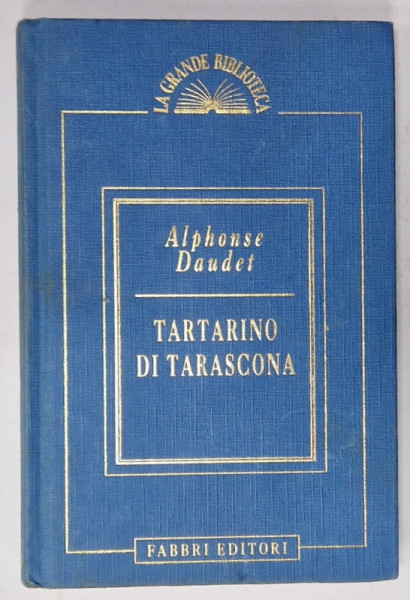 LA GRANDE BIBLIOTECA
Alphonse
Daudet
TARTARINO
DI TARASCONA
FABBRI EDITORI